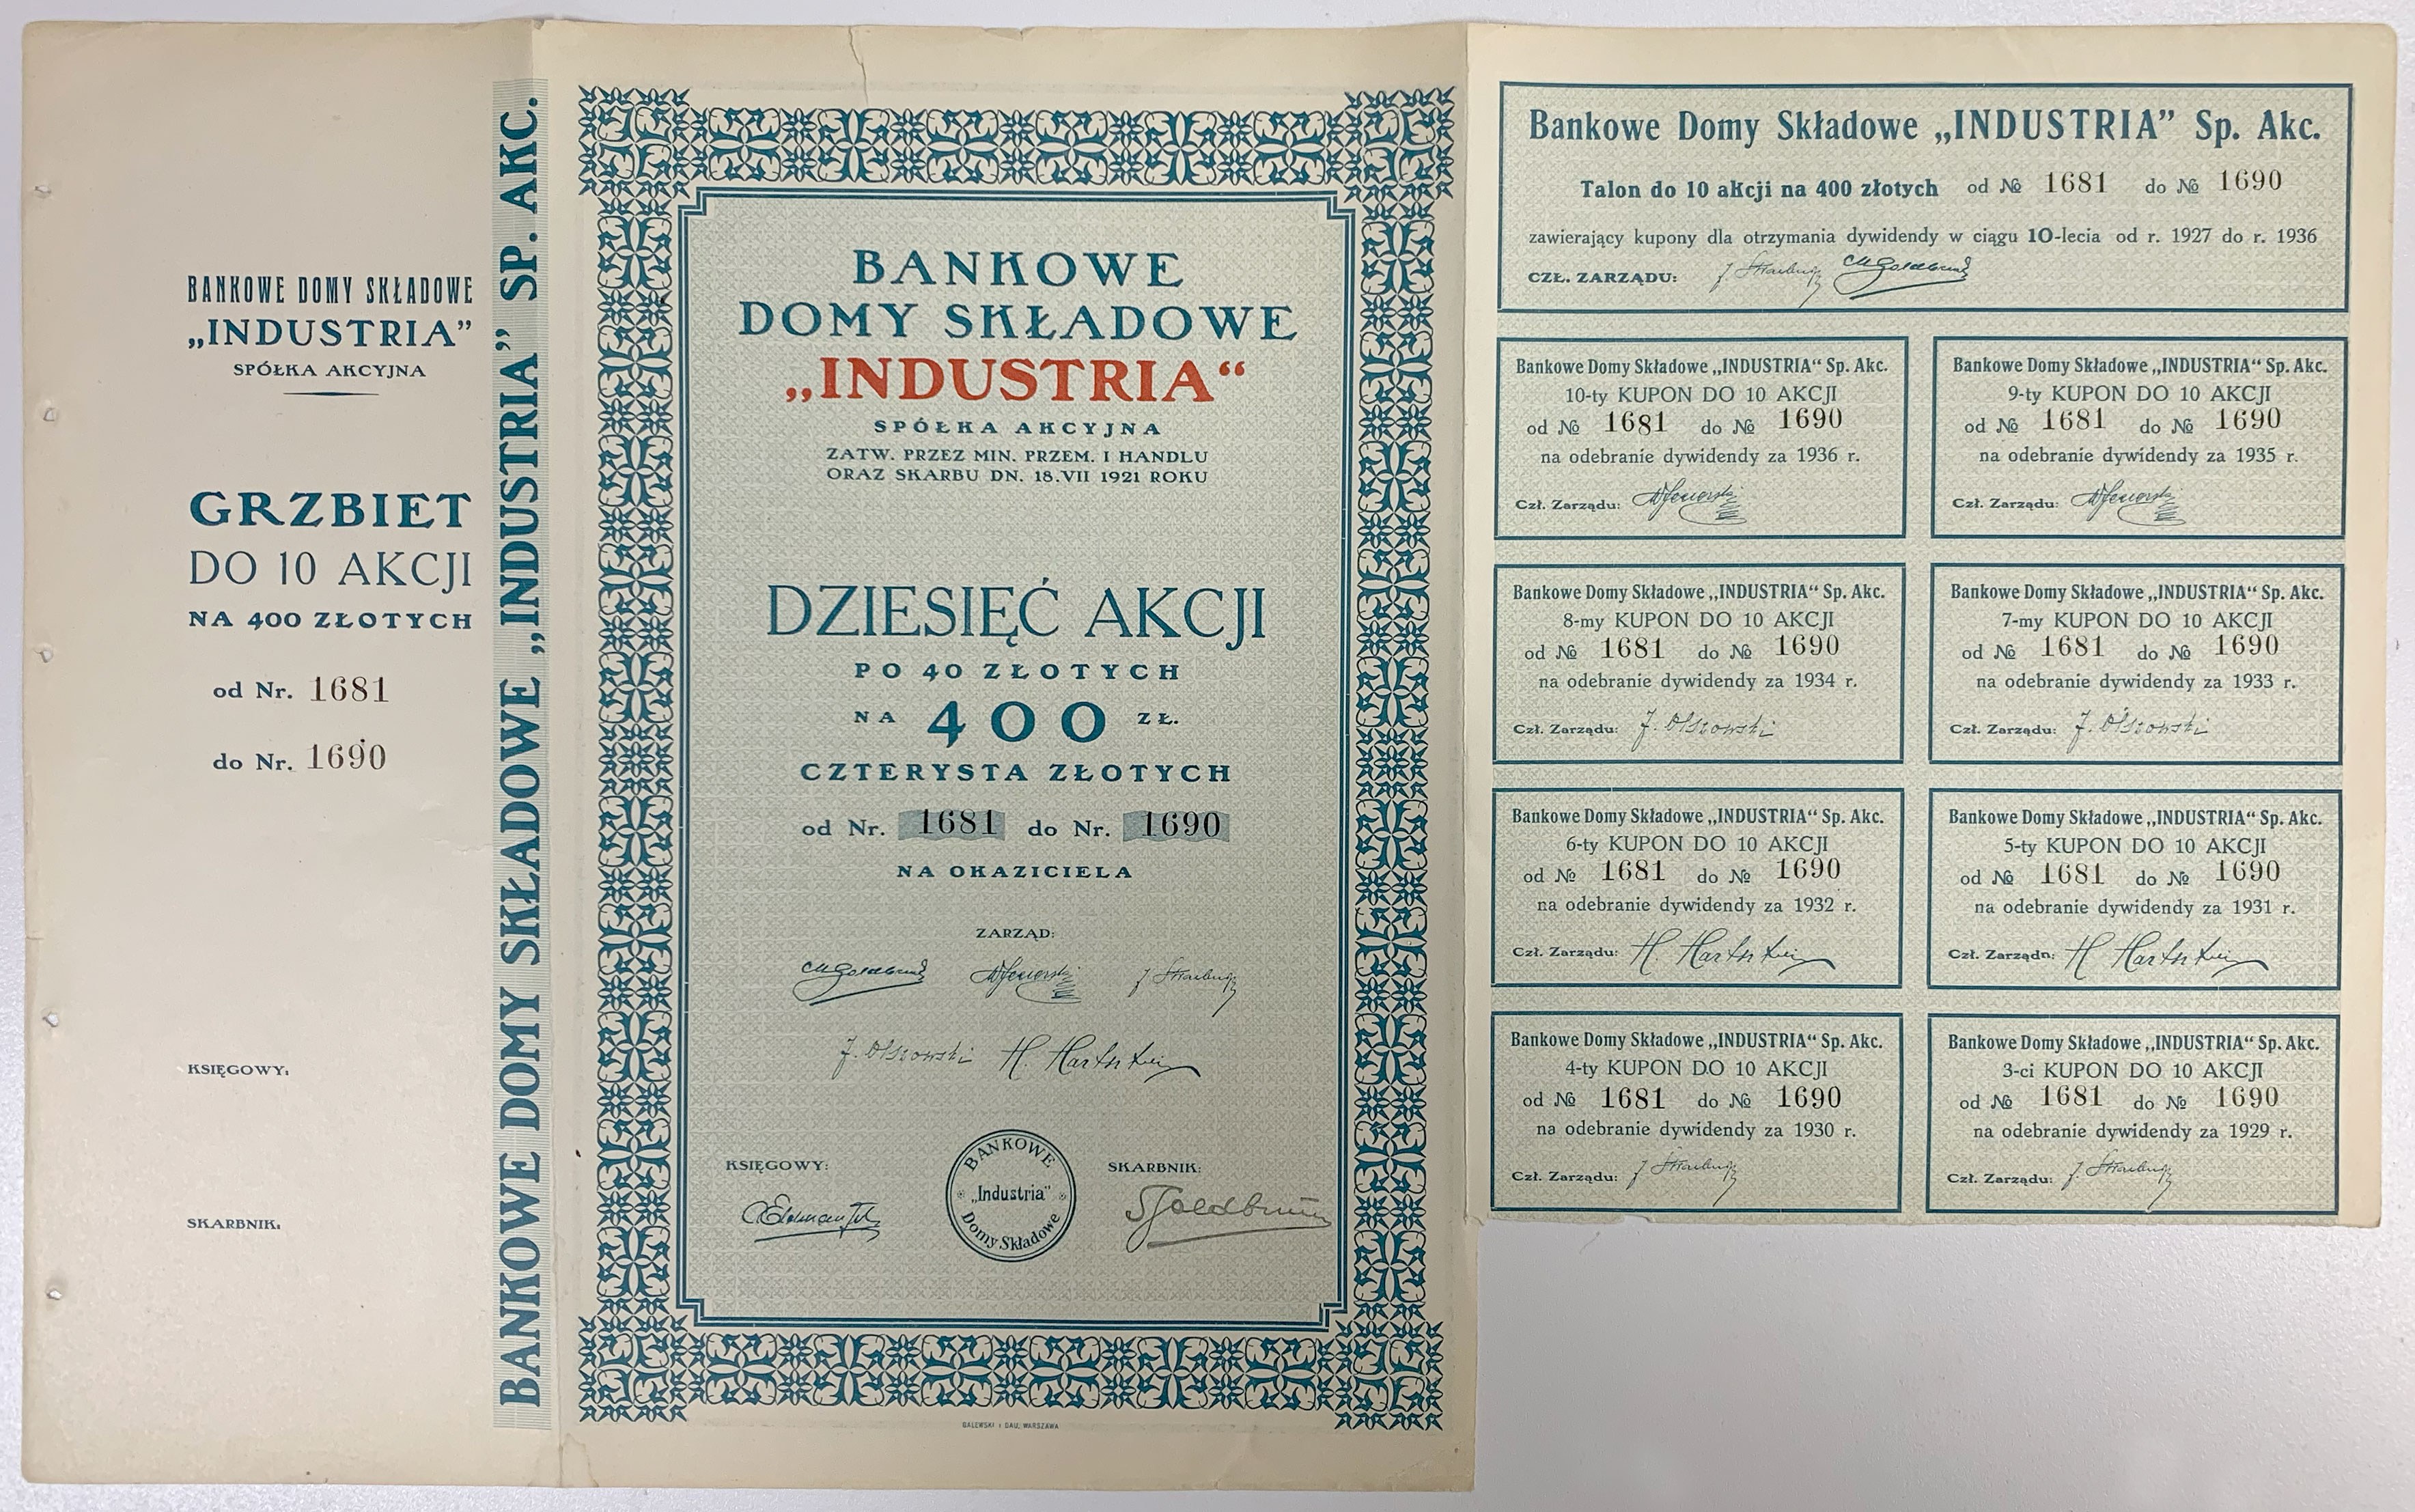 BANKOWE DOMY SKŁADOWE
„INDUSTRIA”
SPÓŁKA AKCYJNA
GRZBIET
DO 10 AKCJI
NA 400 ZŁOTYCH
od Nr. 1681
do Nr. 1690
KSIĘGOWY:
SKARBNIK:
BANKOWE DOMY SKŁADOWE „INDUSTRIA” SP. AKC.
BANKOWE
DOMY SKŁADOWE
„INDUSTRIA“
SPÓŁKA AKCYJNA
ZATW. PRZEZ MIN. PRZEM. I HANDLU
ORAZ SKARBU DN. 18.VII 1921 ROKU
DZIESIĘĆ AKCJI
PO 40 ZŁOTYCH
NA 400 ZŁ.
CZTERYSTA ZŁOTYCH
od Nr. 1681 do Nr. 1690
NA OKAZICIELA
ZARZĄD:
J. Olszowski
KSIĘGOWY:
BANKOWE
„Industria”
Domy Składowe
SKARBNIK:
BALEWSKI i DAU, WARSZAWA
Bankowe Domy Składowe „INDUSTRIA” Sp. Akc.
Talon do 10 akcji na 400 złotych od № 1681 do № 1690
zawierający kupony dla otrzymania dywidendy w ciągu 10-lecia od r. 1927 do r. 1936
CZŁ. ZARZĄDU:
Bankowe Domy Składowe „INDUSTRIA“ Sp. Akc.
10-ty KUPON DO 10 AKCJI
od № 1681 do № 1690
na odebranie dywidendy za 1936 r.
Czł. Zarządu:
Bankowe Domy Składowe „INDUSTRIA“ Sp. Akc.
9-ty KUPON DO 10 AKCJI
od № 1681 do № 1690
na odebranie dywidendy za 1935 r.
Czł. Zarządu:
Bankowe Domy Składowe „INDUSTRIA“ Sp. Akc.
8-my KUPON DO 10 AKCJI
od № 1681 do № 1690
na odebranie dywidendy za 1934 r.
Czł. Zarządu: J. Olszowski
Bankowe Domy Składowe „INDUSTRIA“ Sp. Akc.
7-my KUPON DO 10 AKCJI
od № 1681 do № 1690
na odebranie dywidendy za 1933 r.
Czł. Zarządu: J. Olszowski
Bankowe Domy Składowe „INDUSTRIA“ Sp. Akc.
6-ty KUPON DO 10 AKCJI
od № 1681 do № 1690
na odebranie dywidendy za 1932 r.
Czł. Zarządu:
Bankowe Domy Składowe „INDUSTRIA“ Sp. Akc.
5-ty KUPON DO 10 AKCJI
od № 1681 do № 1690
na odebranie dywidendy za 1931 r.
Czł. Zarządn:
Bankowe Domy Składowe „INDUSTRIA“ Sp. Akc.
4-ty KUPON DO 10 AKCJI
od № 1681 do № 1690
na odebranie dywidendy za 1930 r.
Czł. Zarządu:
Bankowe Domy Składowe „INDUSTRIA“ Sp. Akc.
3-ci KUPON DO 10 AKCJI
od № 1681 do № 1690
na odebranie dywidendy za 1929 r.
Czł. Zarządu: